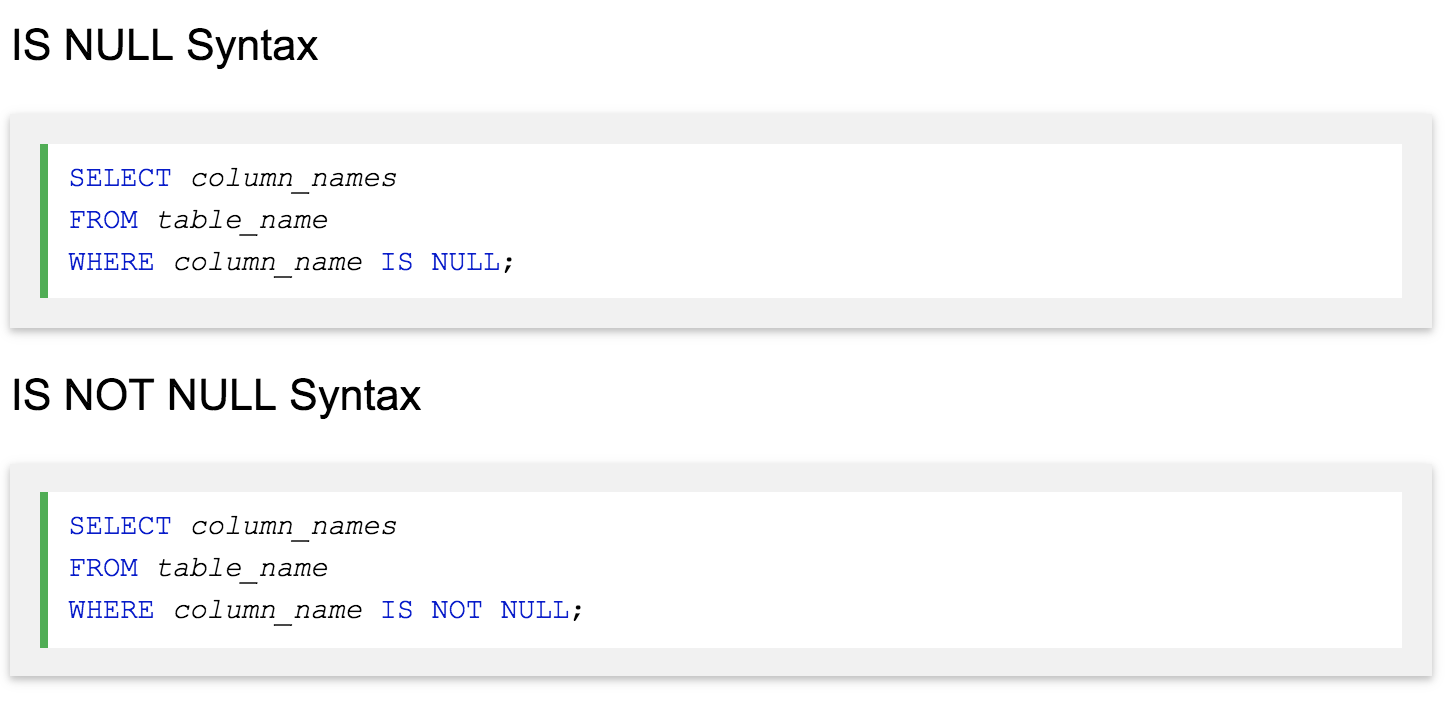 IS NULL Syntax
SELECT column_names
FROM table_name
WHERE column_name IS NULL;
IS NOT NULL Syntax
SELECT column_names
FROM table_name
WHERE column_name IS NOT NULL;